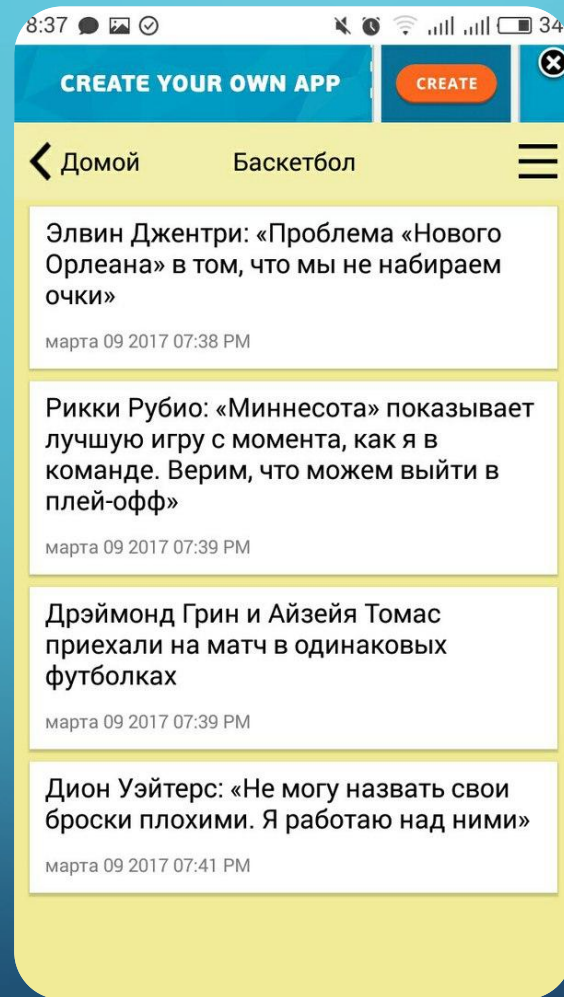 8:37 34
CREATE YOUR OWN APP CREATE
Домой Баскетбол
Элвин Джентри: «Проблема «Нового
Орлеана» в том, что мы не набираем
очки»
марта 09 2017 07:38 PM
Рикки Рубио: «Миннесота» показывает
лучшую игру с момента, как я в
команде. Верим, что можем выйти в
плей-офф»
марта 09 2017 07:39 PM
Дрэймонд Грин и Айзейя Томас
приехали на матч в одинаковых
футболках
марта 09 2017 07:39 PM
Дион Уэйтерс: «Не могу назвать свои
броски плохими. Я работаю над ними»
марта 09 2017 07:41 PM